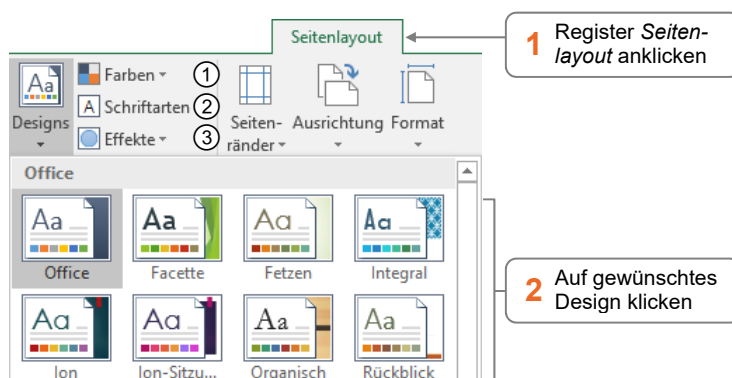 Seitenlayout
1 Register Seiten-
layout anklicken
Aa
Designs
Farben ①
A Schriftarten ②
Effekte ③
Seiten-
ränder
Ausrichtung
Format
Office
Aa Aa Aa Aa
Office Facette Fetzen Integral
2 Auf gewünschtes
Design klicken
Aa Aa Aa Aa
Ion Ion-Sitzu... Organisch Rückblick